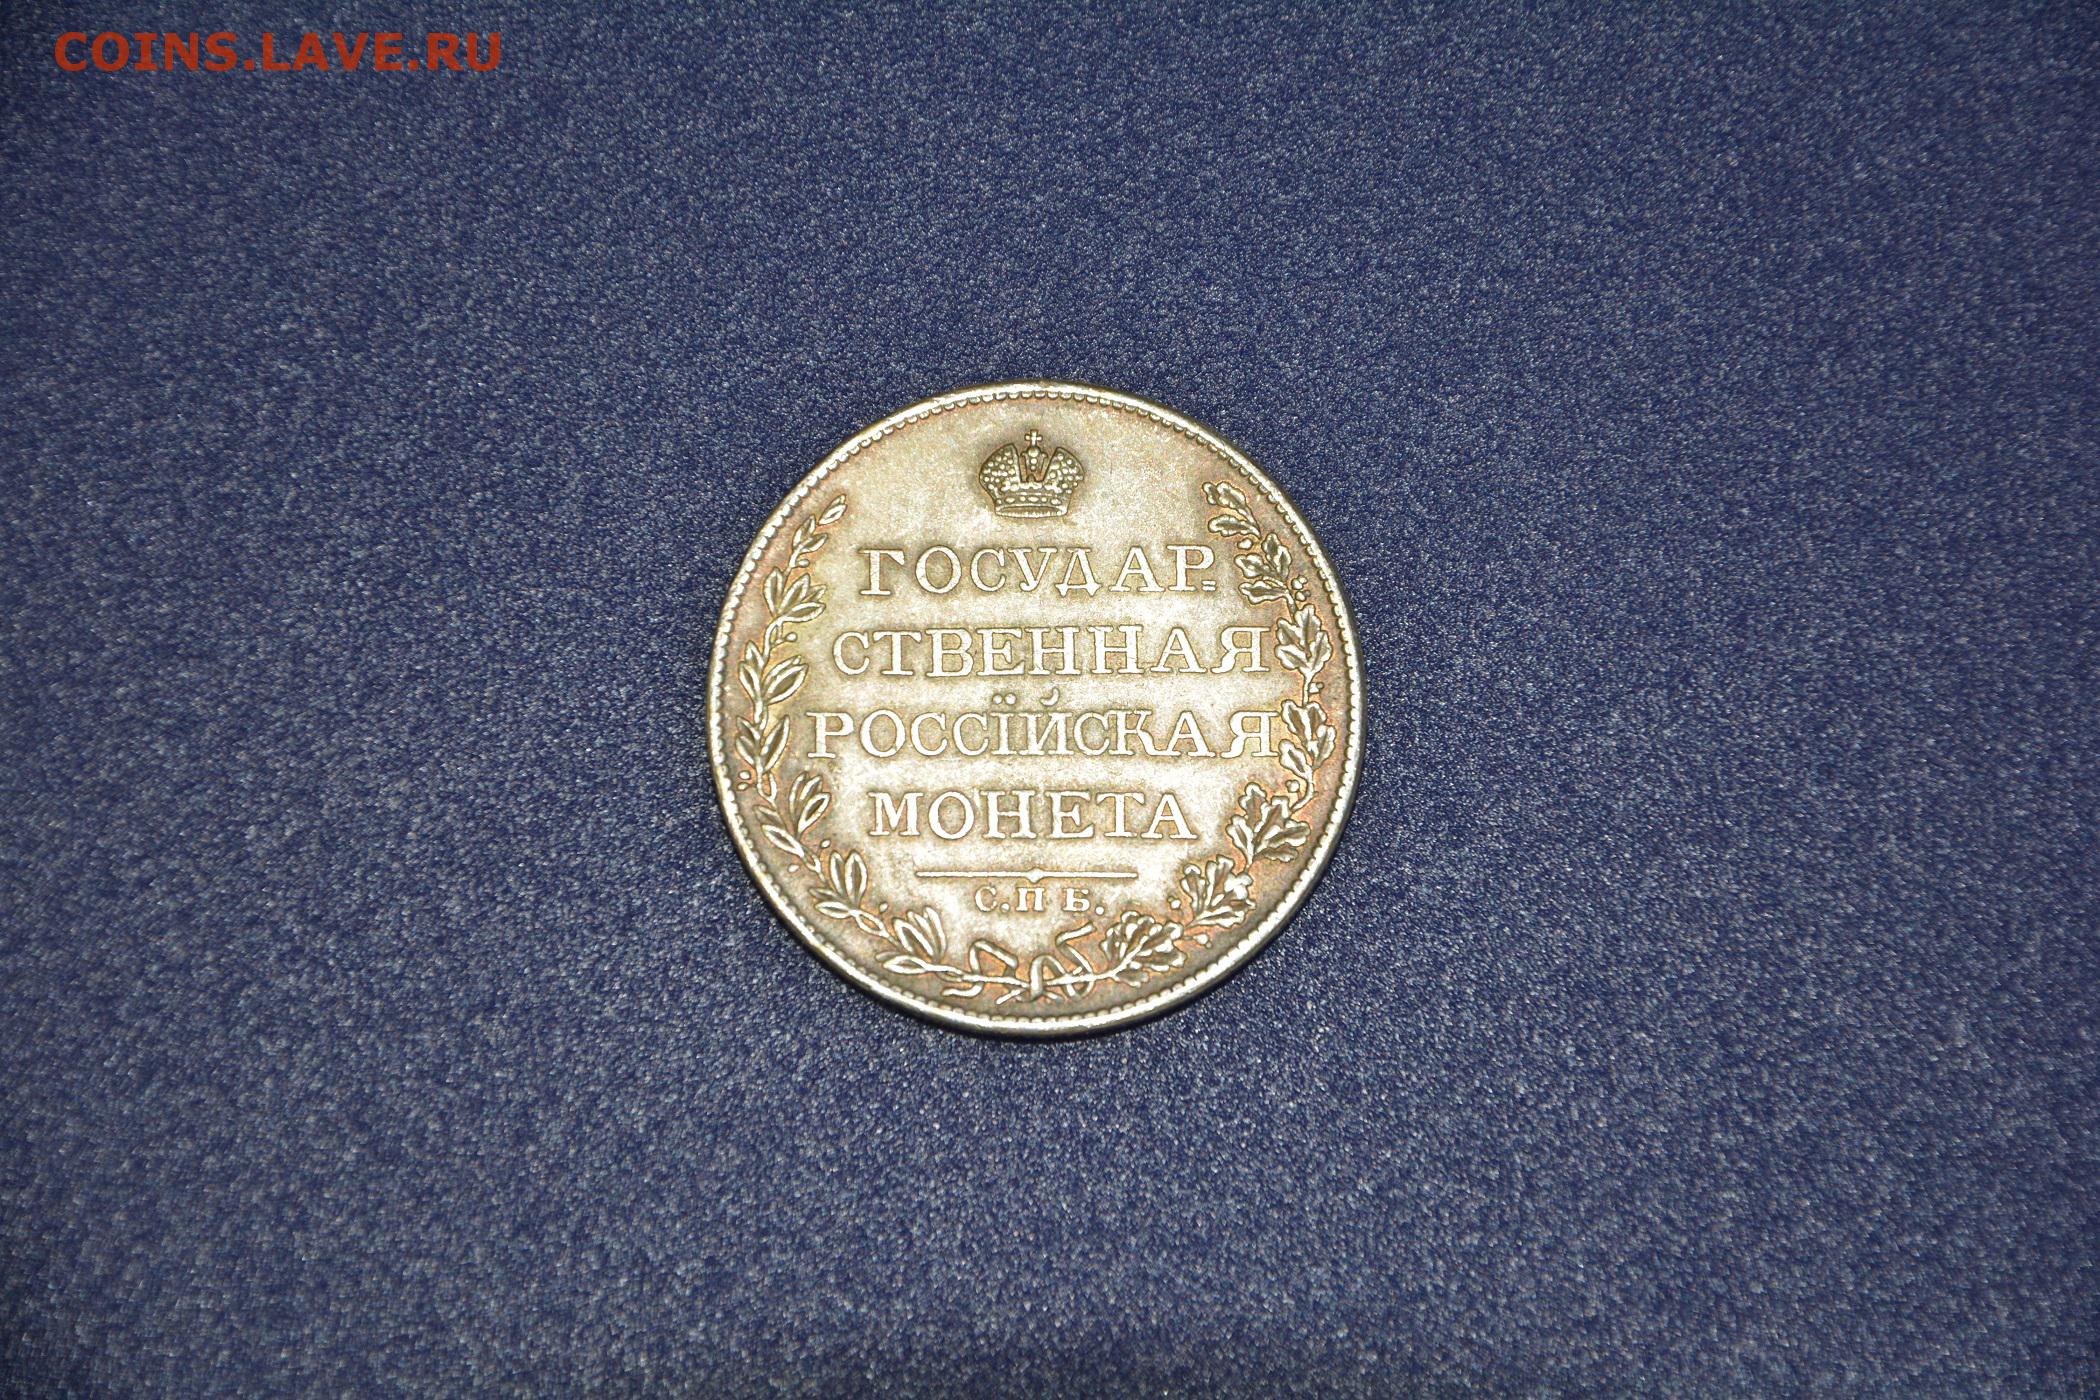 COINS.LAVE.RU
ГОСУДАР=
СТВЕННАЯ
РОССІЙСКАЯ
МОНЕТА
С.П Б.